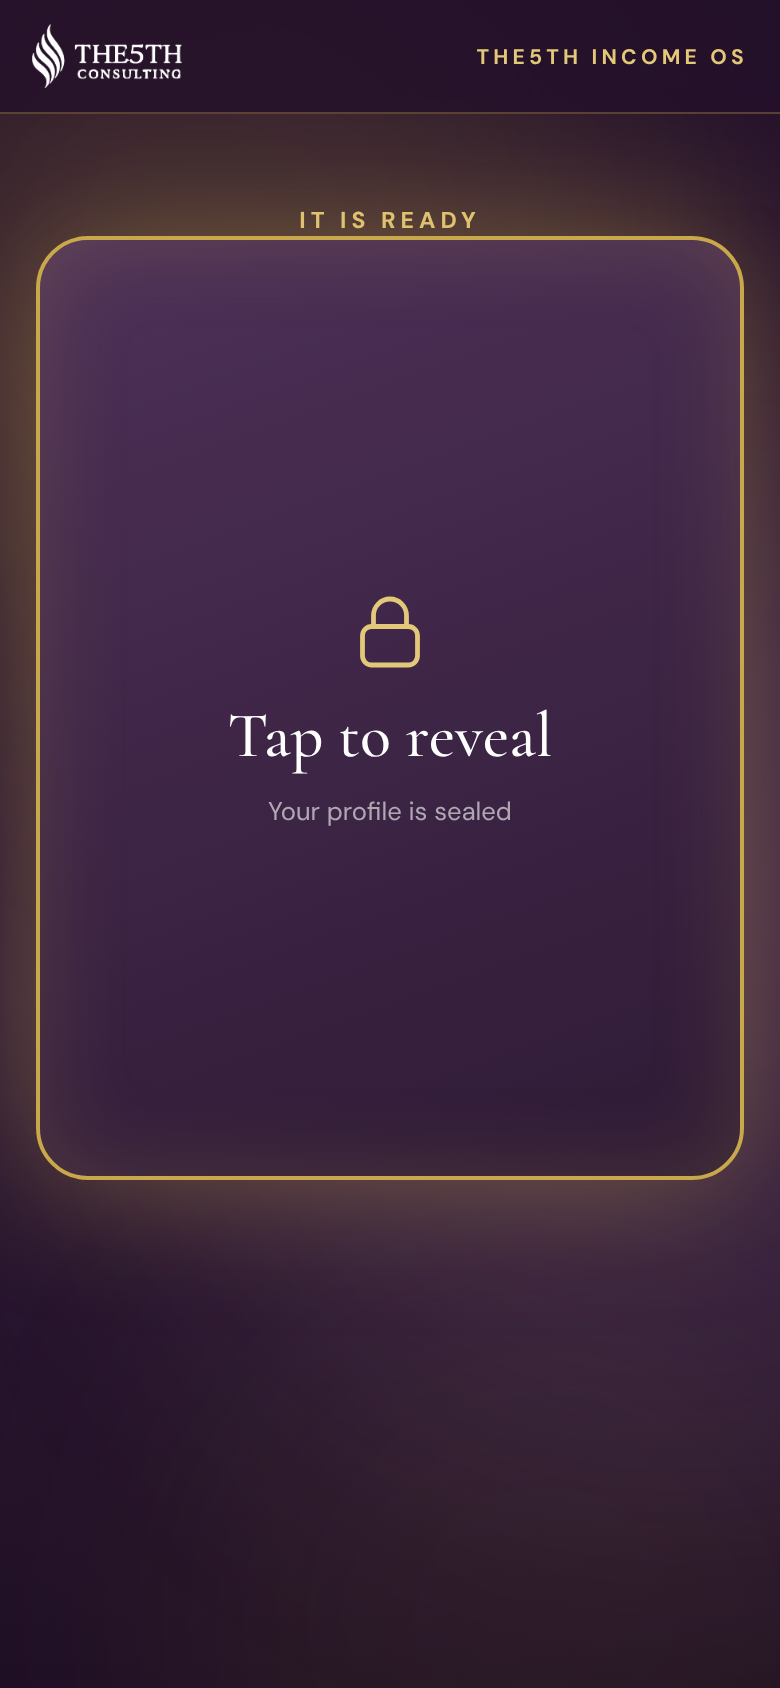 THE5TH
CONSULTING
THE5TH INCOME OS
IT IS READY
Tap to reveal
Your profile is sealed